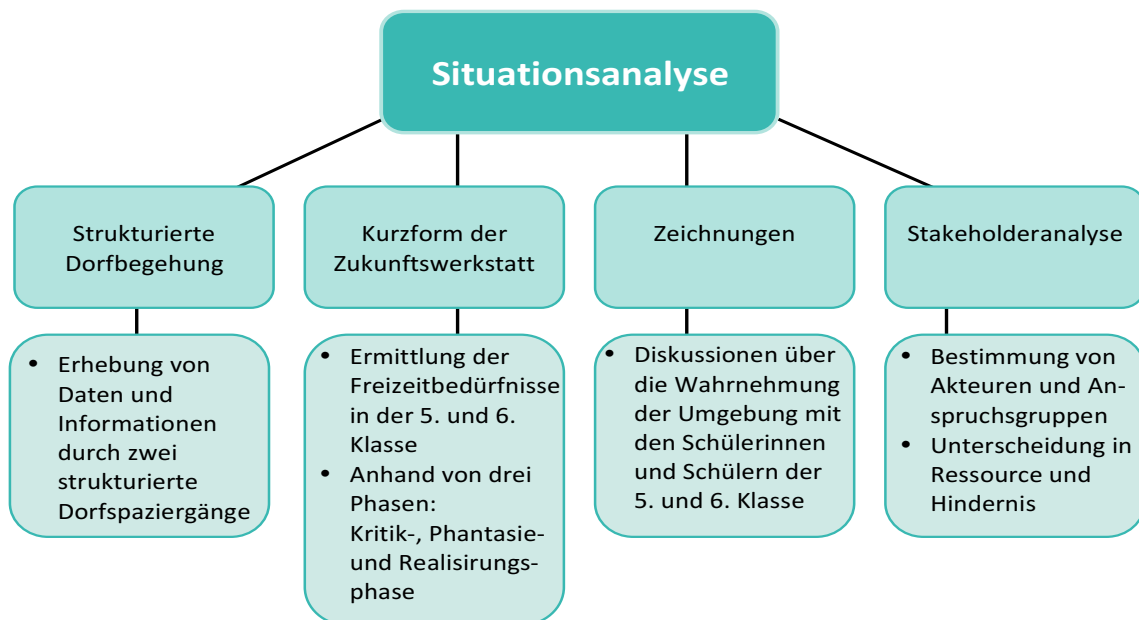 Situationsanalyse
Strukturierte
Dorfbegehung
Kurzform der
Zukunftswerkstatt
Zeichnungen
Stakeholderanalyse
• Erhebung von
Daten und
Informationen
durch zwei
strukturierte
Dorfspaziergänge
• Ermittlung der
Freizeitbedürfnisse
in der 5. und 6.
Klasse
• Anhand von drei
Phasen:
Kritik-, Phantasie-
und Realisirungs-
phase
• Diskussionen über
die Wahrnehmung
der Umgebung mit
den Schülerinnen
und Schülern der
5. und 6. Klasse
• Bestimmung von
Akteuren und An-
spruchsgruppen
• Unterscheidung in
Ressource und
Hindernis